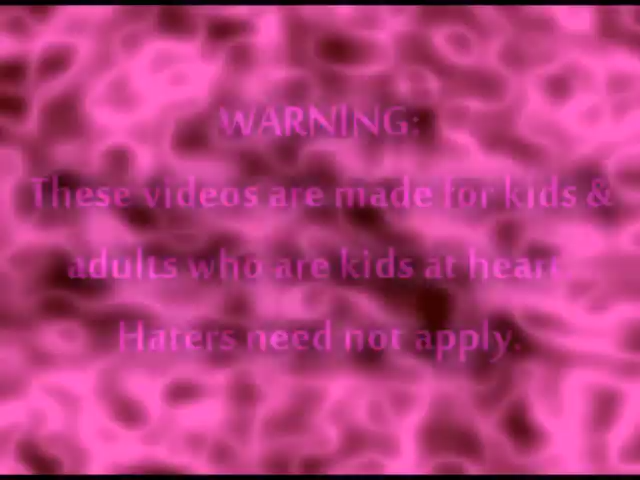 WARNING:
These videos are made for kids &
adults who are kids at heart.
Haters need not apply.